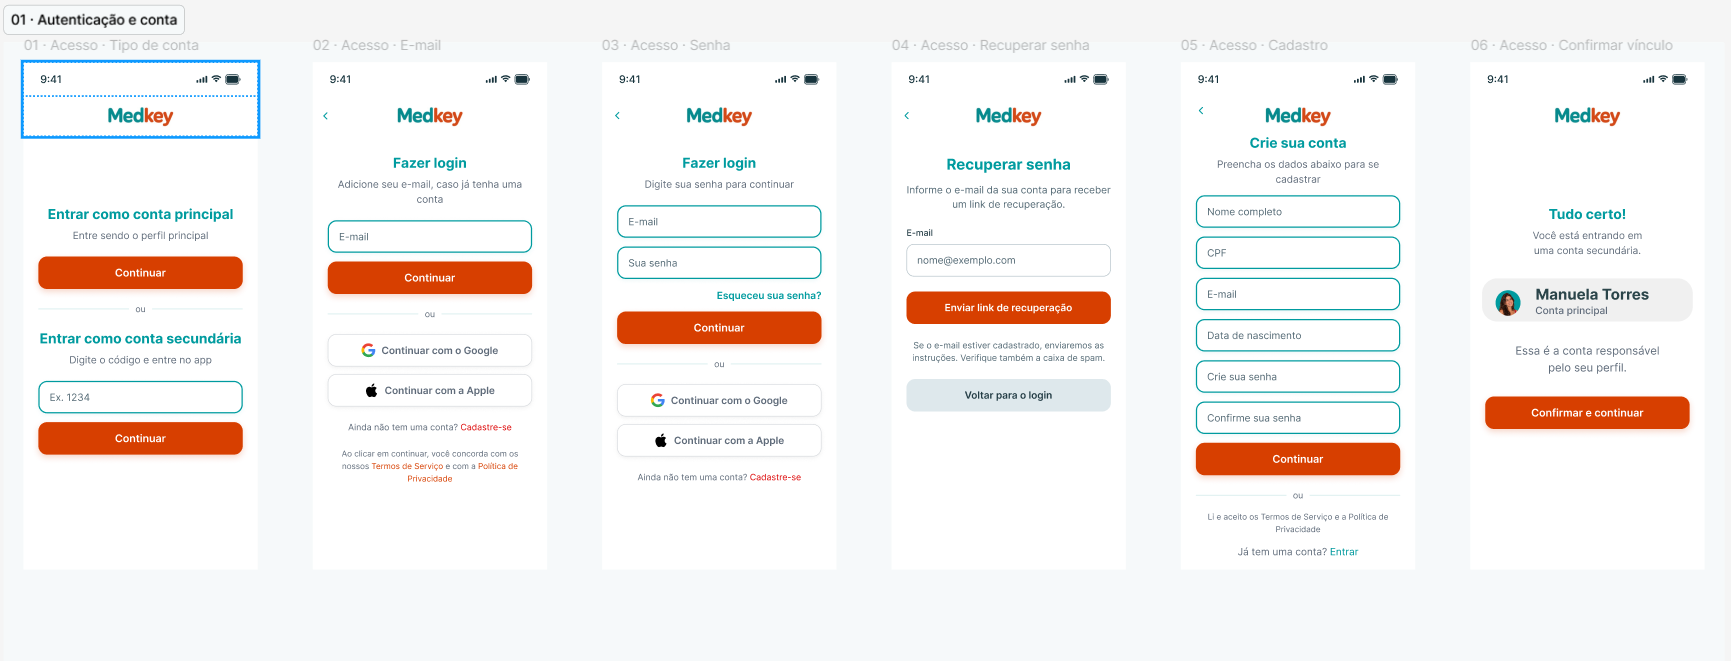 01 · Autenticação e conta
01 · Acesso · Tipo de conta
9:41
Medkey
Entrar como conta principal
Entre sendo o perfil principal
Continuar
ou
Entrar como conta secundária
Digite o código e entre no app
Ex. 1234
Continuar
02 · Acesso · E-mail
9:41
Medkey
Fazer login
Adicione seu e-mail, caso já tenha uma
conta
E-mail
Continuar
ou
Continuar com o Google
Continuar com a Apple
Ainda não tem uma conta? Cadastre-se
Ao clicar em continuar, você concorda com os
nossos Termos de Serviço e com a Política de
Privacidade
03 · Acesso · Senha
9:41
Medkey
Fazer login
Digite sua senha para continuar
E-mail
Sua senha
Esqueceu sua senha?
Continuar
ou
Continuar com o Google
Continuar com a Apple
Ainda não tem uma conta? Cadastre-se
04 · Acesso · Recuperar senha
9:41
Medkey
Recuperar senha
Informe o e-mail da sua conta para receber
um link de recuperação.
E-mail
nome@exemplo.com
Enviar link de recuperação
Se o e-mail estiver cadastrado, enviaremos as
instruções. Verifique também a caixa de spam.
Voltar para o login
05 · Acesso · Cadastro
9:41
Medkey
Crie sua conta
Preencha os dados abaixo para se
cadastrar
Nome completo
CPF
E-mail
Data de nascimento
Crie sua senha
Confirme sua senha
Continuar
ou
Li e aceito os Termos de Serviço e a Política de
Privacidade
Já tem uma conta? Entrar
06 · Acesso · Confirmar vínculo
9:41
Medkey
Tudo certo!
Você está entrando em
uma conta secundária.
Manuela Torres
Conta principal
Essa é a conta responsável
pelo seu perfil.
Confirmar e continuar